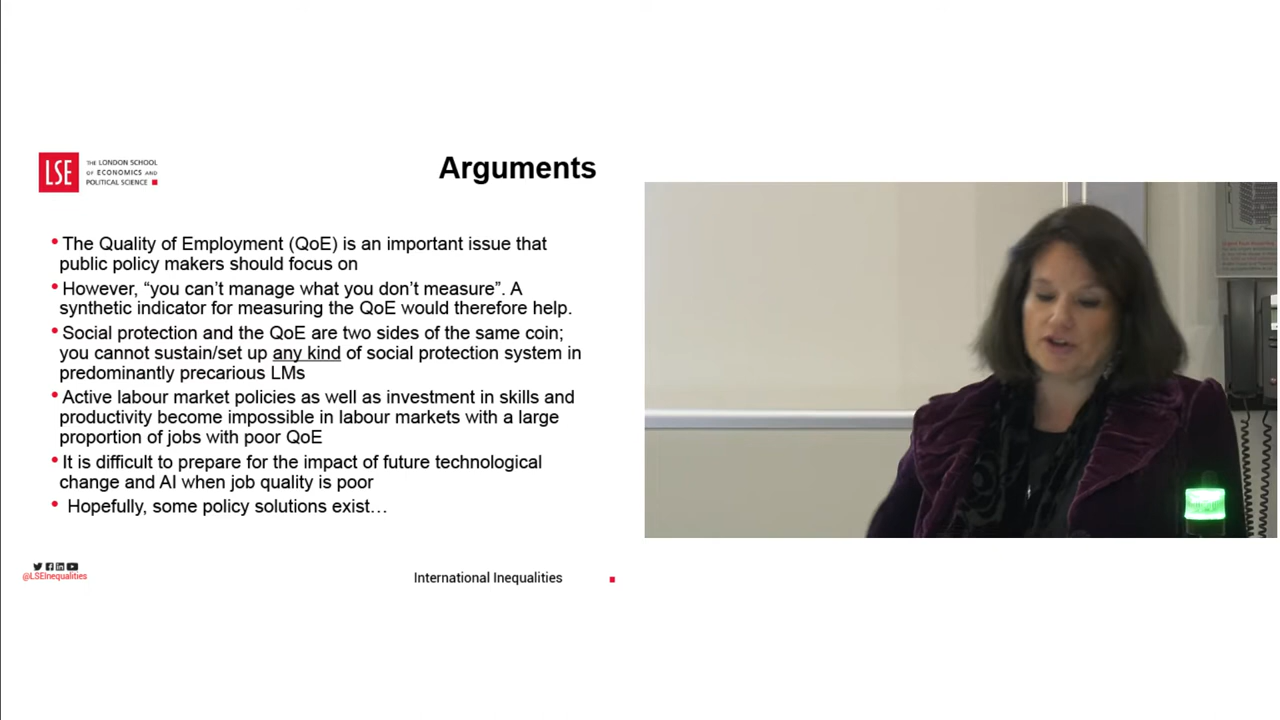 LSE
THE LONDON SCHOOL
OF ECONOMICS AND
POLITICAL SCIENCE
Arguments
• The Quality of Employment (QoE) is an important issue that
public policy makers should focus on
• However, “you can’t manage what you don’t measure”. A
synthetic indicator for measuring the QoE would therefore help.
• Social protection and the QoE are two sides of the same coin;
you cannot sustain/set up any kind of social protection system in
predominantly precarious LMs
• Active labour market policies as well as investment in skills and
productivity become impossible in labour markets with a large
proportion of jobs with poor QoE
• It is difficult to prepare for the impact of future technological
change and AI when job quality is poor
• Hopefully, some policy solutions exist…
@LSEInequalities
International Inequalities